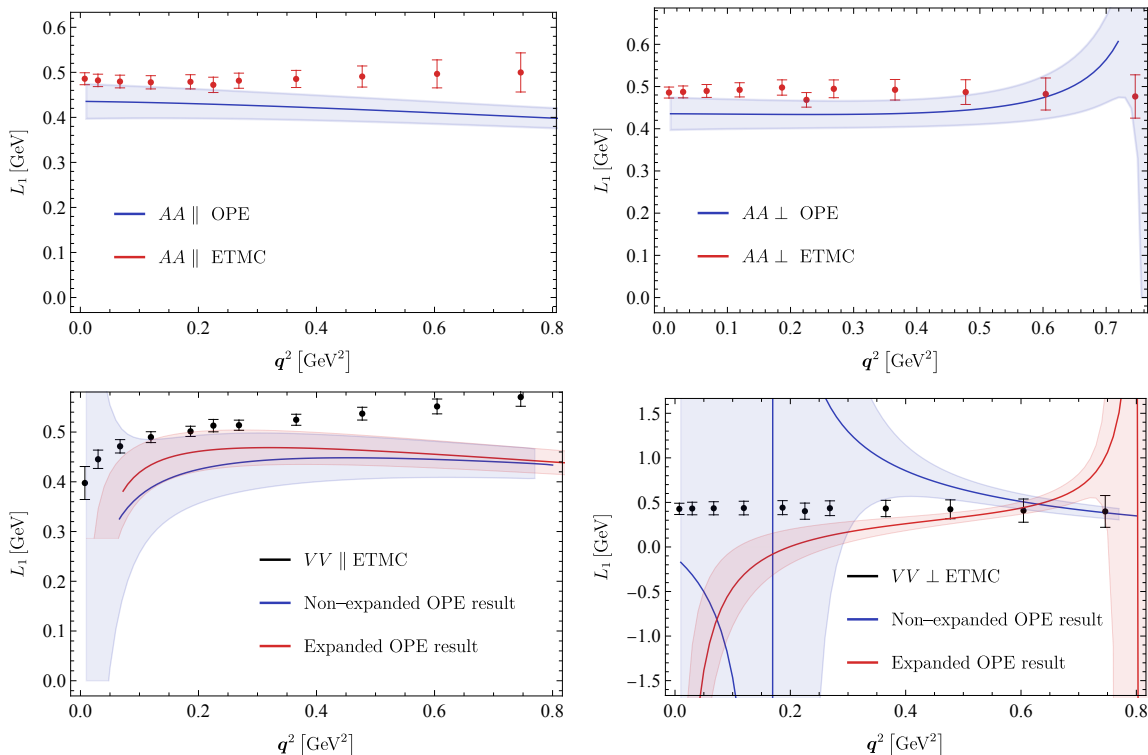 0.6
0.5
0.4
0.3
0.2
0.1
0.0
L₁ [GeV]
AA ∥ OPE
AA ∥ ETMC
0.0 0.2 0.4 0.6 0.8
q² [GeV²]
0.6
0.5
0.4
0.3
0.2
0.1
0.0
L₁ [GeV]
AA ⊥ OPE
AA ⊥ ETMC
0.0 0.1 0.2 0.3 0.4 0.5 0.6 0.7
q² [GeV²]
0.5
0.4
0.3
0.2
0.1
0.0
L₁ [GeV]
VV ∥ ETMC
Non–expanded OPE result
Expanded OPE result
0.0 0.2 0.4 0.6 0.8
q² [GeV²]
1.5
1.0
0.5
0.0
−0.5
−1.0
−1.5
L₁ [GeV]
VV ⊥ ETMC
Non–expanded OPE result
Expanded OPE result
0.0 0.2 0.4 0.6 0.8
q² [GeV²]